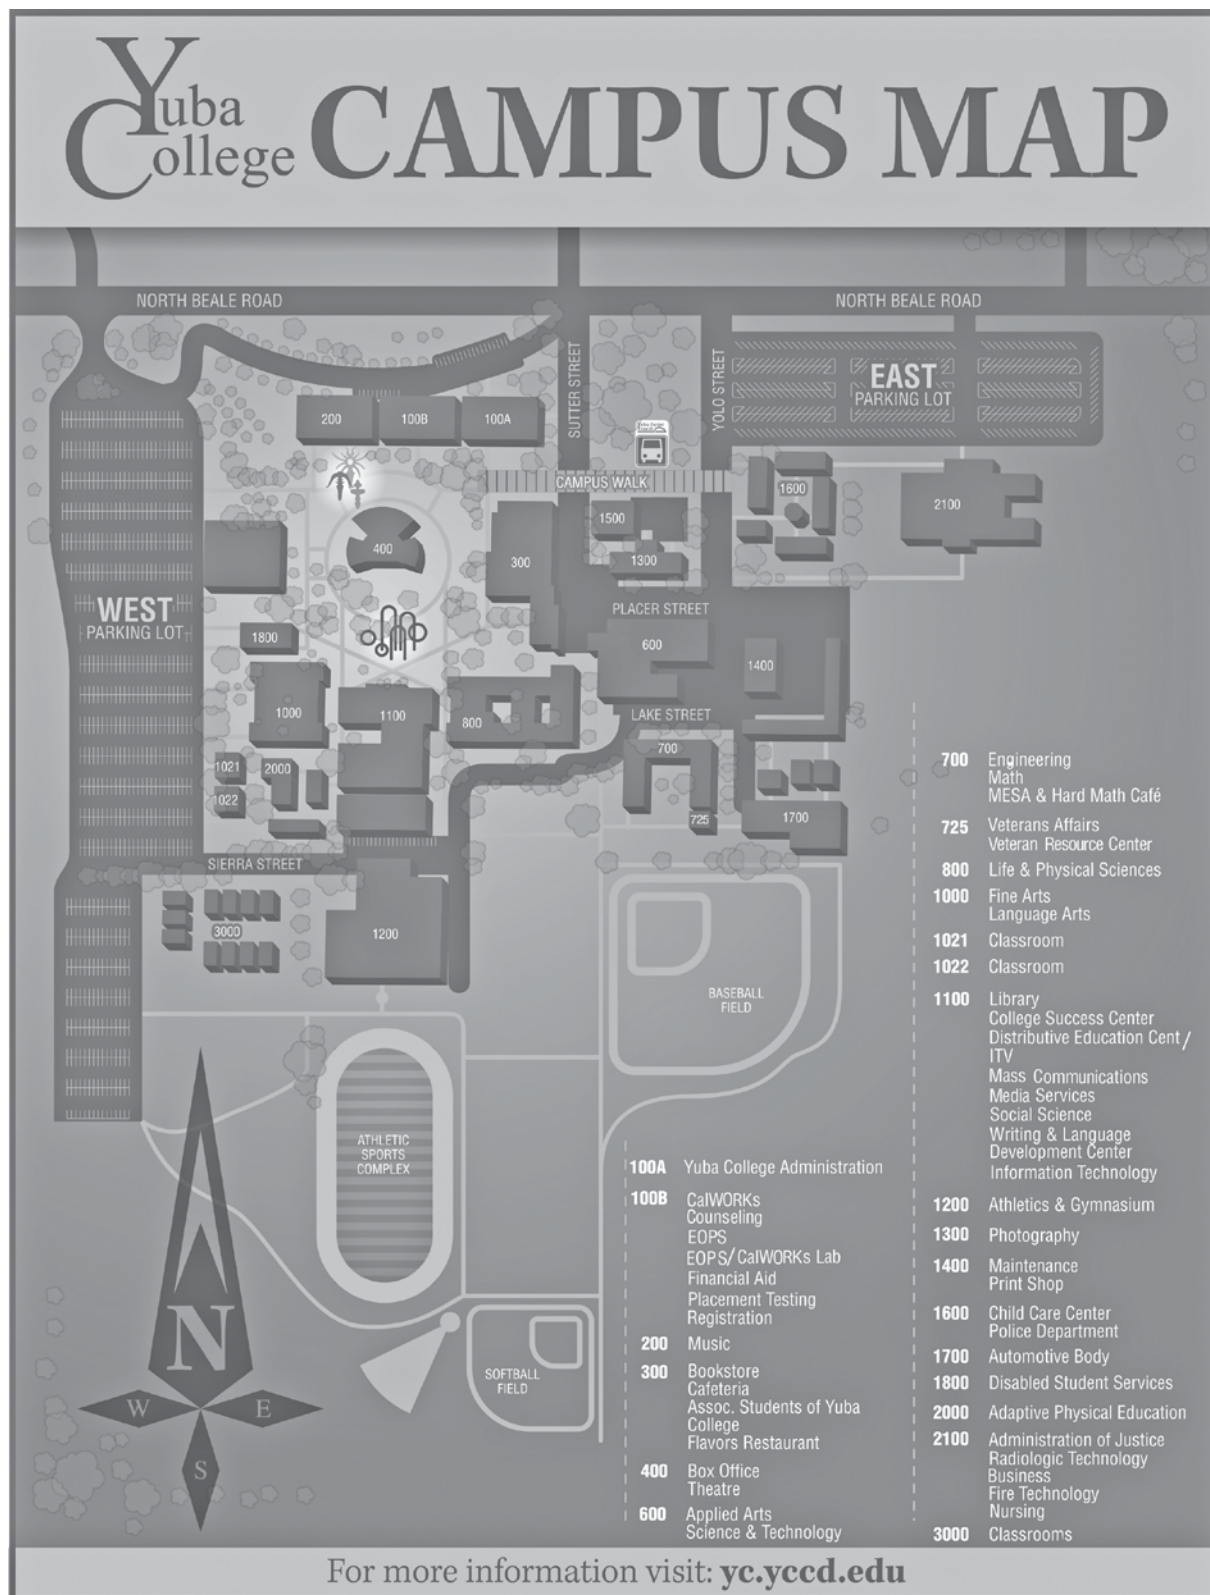 Yuba
College
CAMPUS MAP
NORTH BEALE ROAD
NORTH BEALE ROAD
SUTTER STREET
YOLO STREET
EAST
PARKING LOT
200
100B
100A
CAMPUS WALK
1600
2100
1500
400
300
1300
WEST
PARKING LOT
PLACER STREET
1800
600
1400
1000
1100
800
LAKE STREET
700
1021
2000
1022
725
1700
SIERRA STREET
3000
1200
BASEBALL
FIELD
ATHLETIC
SPORTS
COMPLEX
SOFTBALL
FIELD
N
W
E
S
100A Yuba College Administration
100B CalWORKs
Counseling
EOPS
EOPS/CalWORKs Lab
Financial Aid
Placement Testing
Registration
200 Music
300 Bookstore
Cafeteria
Assoc. Students of Yuba
College
Flavors Restaurant
400 Box Office
Theatre
600 Applied Arts
Science & Technology
700 Engineering
Math
MESA & Hard Math Café
725 Veterans Affairs
Veteran Resource Center
800 Life & Physical Sciences
1000 Fine Arts
Language Arts
1021 Classroom
1022 Classroom
1100 Library
College Success Center
Distributive Education Cent/
ITV
Mass Communications
Media Services
Social Science
Writing & Language
Development Center
Information Technology
1200 Athletics & Gymnasium
1300 Photography
1400 Maintenance
Print Shop
1600 Child Care Center
Police Department
1700 Automotive Body
1800 Disabled Student Services
2000 Adaptive Physical Education
2100 Administration of Justice
Radiologic Technology
Business
Fire Technology
Nursing
3000 Classrooms
For more information visit: yc.yccd.edu